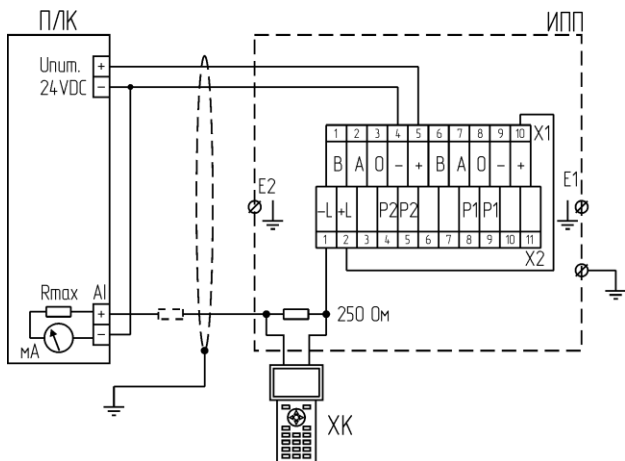 П/ЛК
ИПП
Uпит.
+
24VDC
−
1 2 3 4 5 6 7 8 9 10 X1
B A O − + B A O − +
E2
E1
−L +L P2 P2 P1 P1
1 2 3 4 5 6 7 8 9 10 11
X2
Rmax AI
+
250 Ом
−
мА
ХК